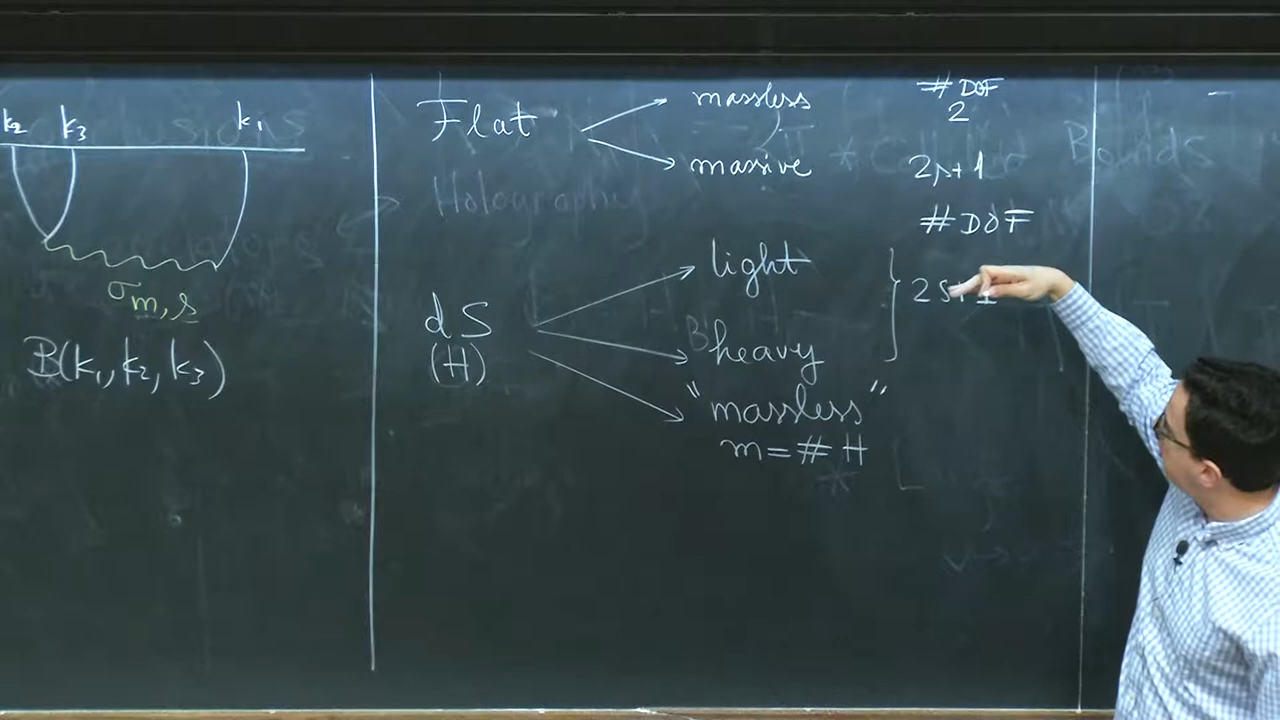 k₂ k₃ k₁
σ_{m,s}
B(k₁, k₂, k₃)
Flat
massless
massive
# DOF
2
2s+1
# DOF
Holography
Bounds
dS
(H)
light
heavy
"massless"
m = # H
2s+1